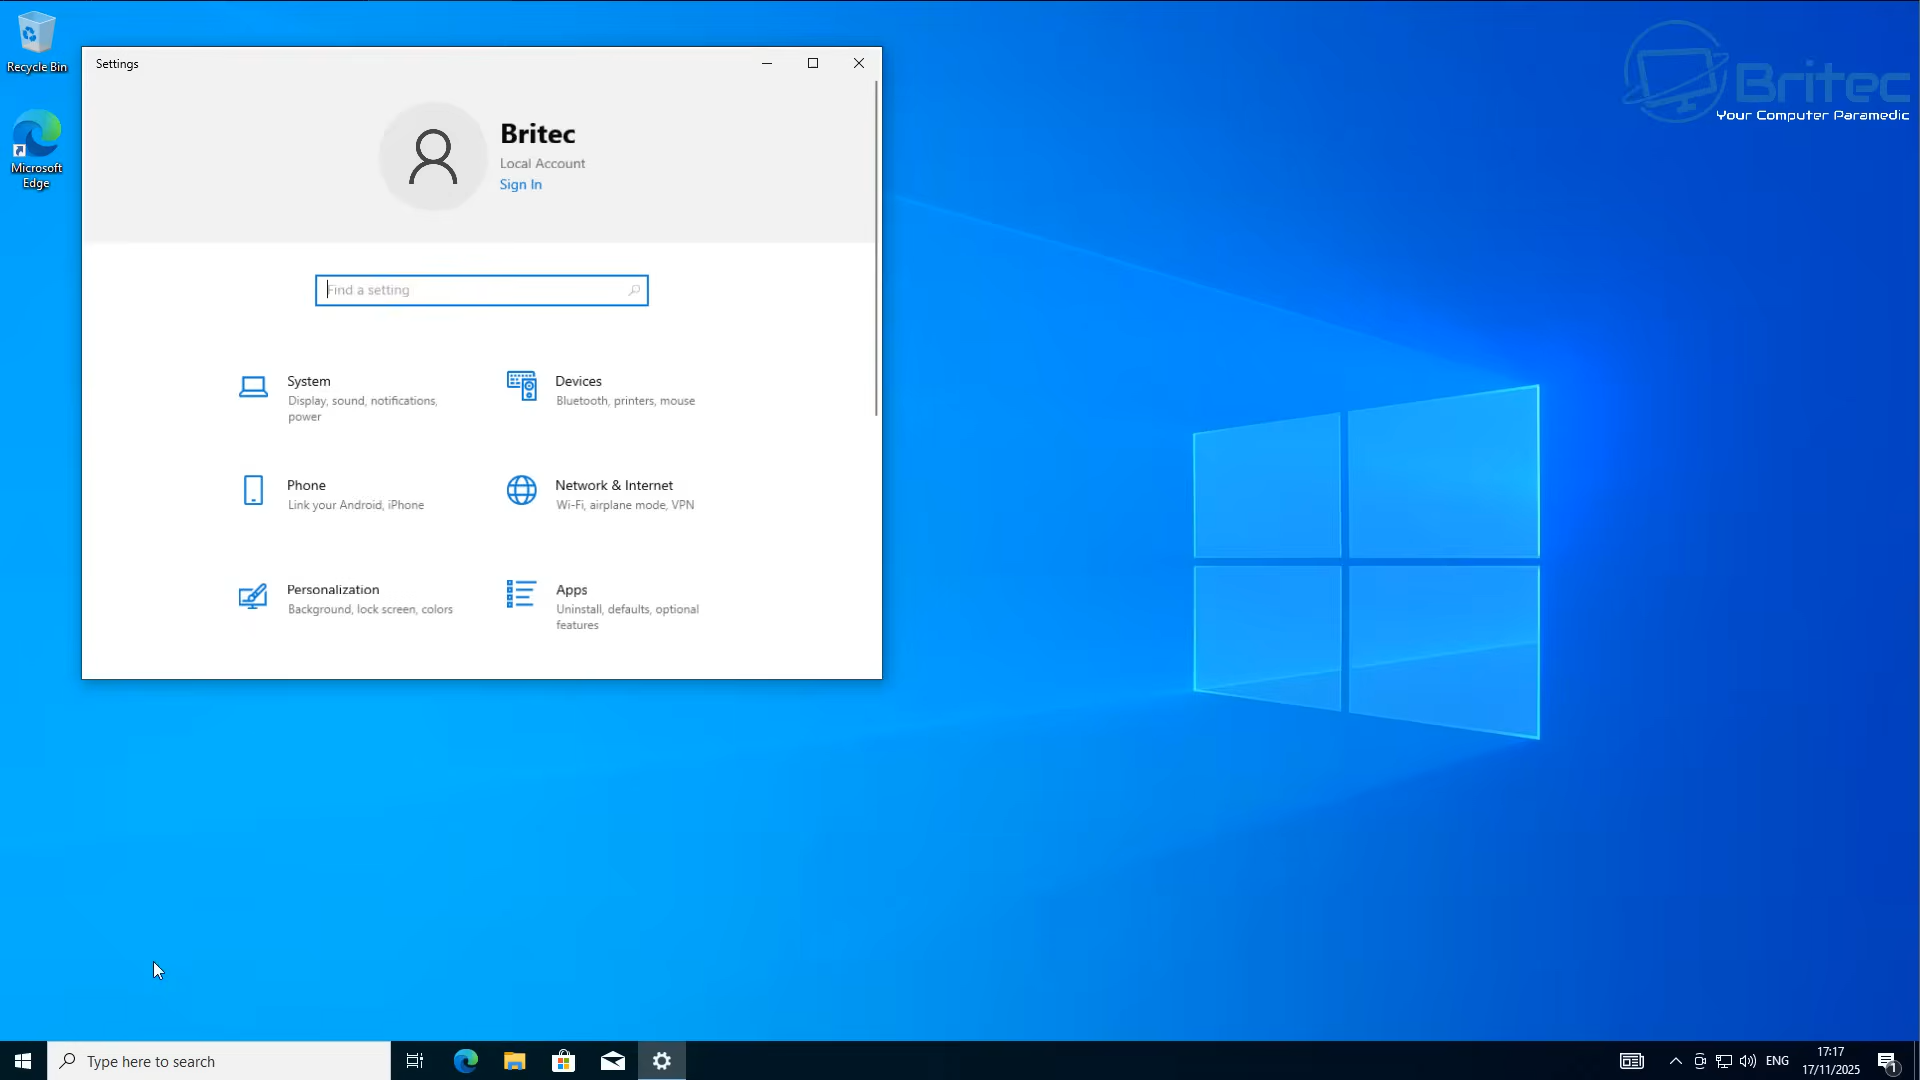 Recycle Bin
Microsoft
Edge
Settings
Britec
Local Account
Sign In
Find a setting
System
Display, sound, notifications,
power
Devices
Bluetooth, printers, mouse
Phone
Link your Android, iPhone
Network & Internet
Wi-Fi, airplane mode, VPN
Personalization
Background, lock screen, colors
Apps
Uninstall, defaults, optional
features
Britec
Your Computer Paramedic
Type here to search
ENG
17:17
17/11/2025
1